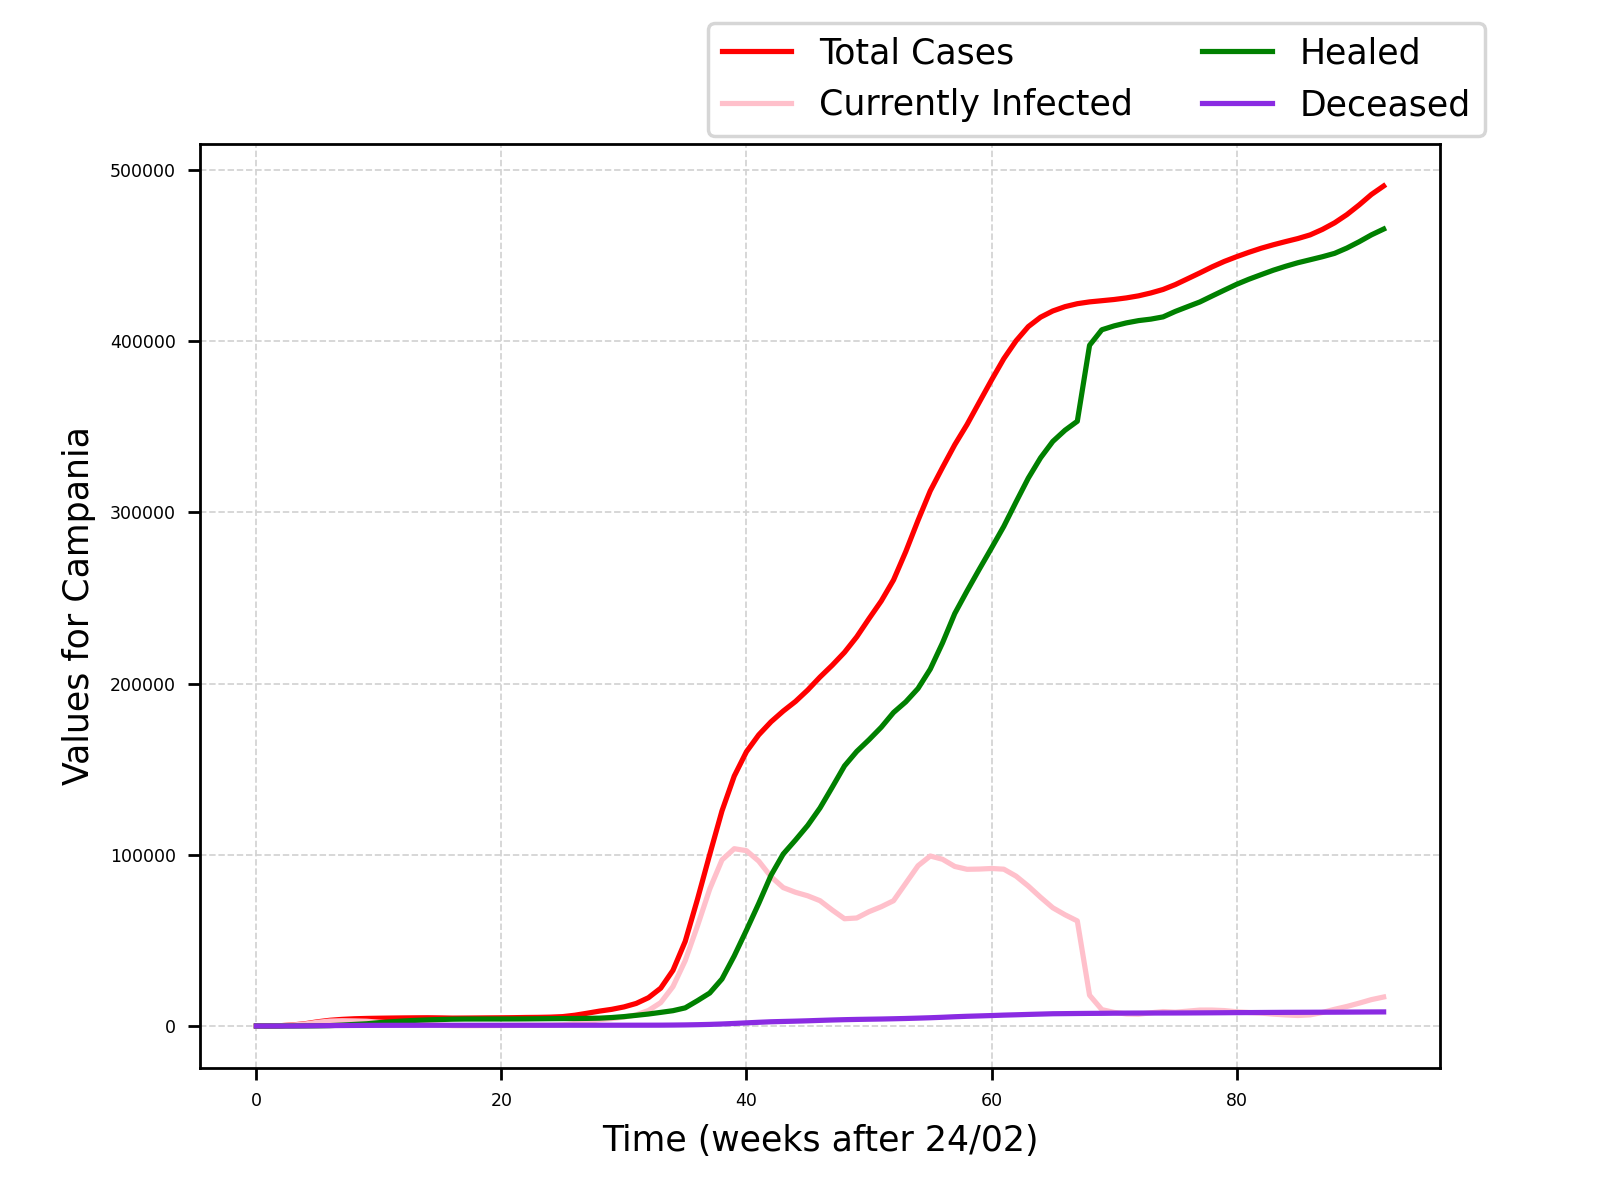 Total Cases
Currently Infected
Healed
Deceased
500000
400000
300000
200000
100000
0
Values for Campania
0 20 40 60 80
Time (weeks after 24/02)